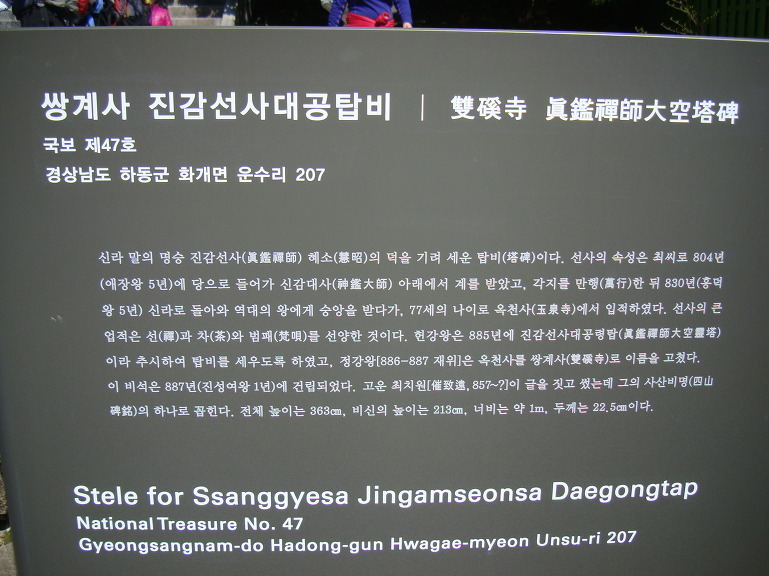 쌍계사 진감선사대공탑비 | 雙磎寺 眞鑑禪師大空塔碑
국보 제47호
경상남도 하동군 화개면 운수리 207
신라 말의 명승 진감선사(眞鑑禪師) 혜소(慧昭)의 덕을 기려 세운 탑비(塔碑)이다. 선사의 속성은 최씨로 804년
(애장왕 5년)에 당으로 들어가 신감대사(神鑑大師) 아래에서 계를 받았고, 각지를 만행(萬行)한 뒤 830년(흥덕
왕 5년) 신라로 돌아와 역대의 왕에게 숭앙을 받다가, 77세의 나이로 옥천사(玉泉寺)에서 입적하였다. 선사의 큰
업적은 선(禪)과 차(茶)와 범패(梵唄)를 선양한 것이다. 헌강왕은 885년에 진감선사대공령탑(眞鑑禪師大空靈塔)
이라 추시하여 탑비를 세우도록 하였고, 정강왕[886-887 재위]은 옥천사를 쌍계사(雙磎寺)로 이름을 고쳤다.
이 비석은 887년(진성여왕 1년)에 건립되었다. 고운 최치원[催致遠, 857~?]이 글을 짓고 썼는데 그의 사산비명(四山
碑銘)의 하나로 꼽힌다. 전체 높이는 363㎝, 비신의 높이는 213㎝, 너비는 약 1m, 두께는 22.5㎝이다.
Stele for Ssanggyesa Jingamseonsa Daegongtap
National Treasure No. 47
Gyeongsangnam-do Hadong-gun Hwagae-myeon Unsu-ri 207